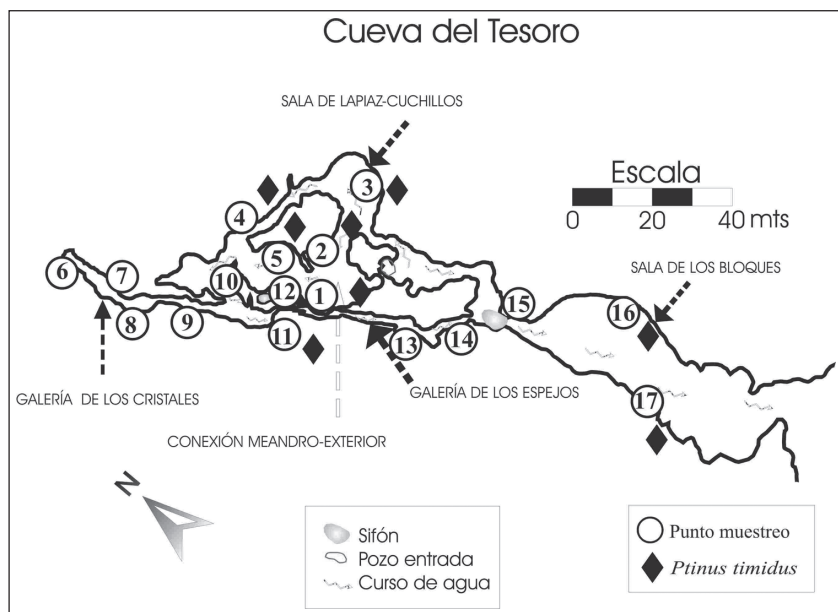 Cueva del Tesoro
SALA DE LAPIAZ-CUCHILLOS
Escala
0 20 40 mts
SALA DE LOS BLOQUES
3
4
5
2
6
7
8
9
10
12
1
11
13
14
15
16
17
GALERÍA DE LOS CRISTALES
GALERÍA DE LOS ESPEJOS
CONEXIÓN MEANDRO-EXTERIOR
N
Sifón
Pozo entrada
Curso de agua
Punto muestreo
Ptinus timidus